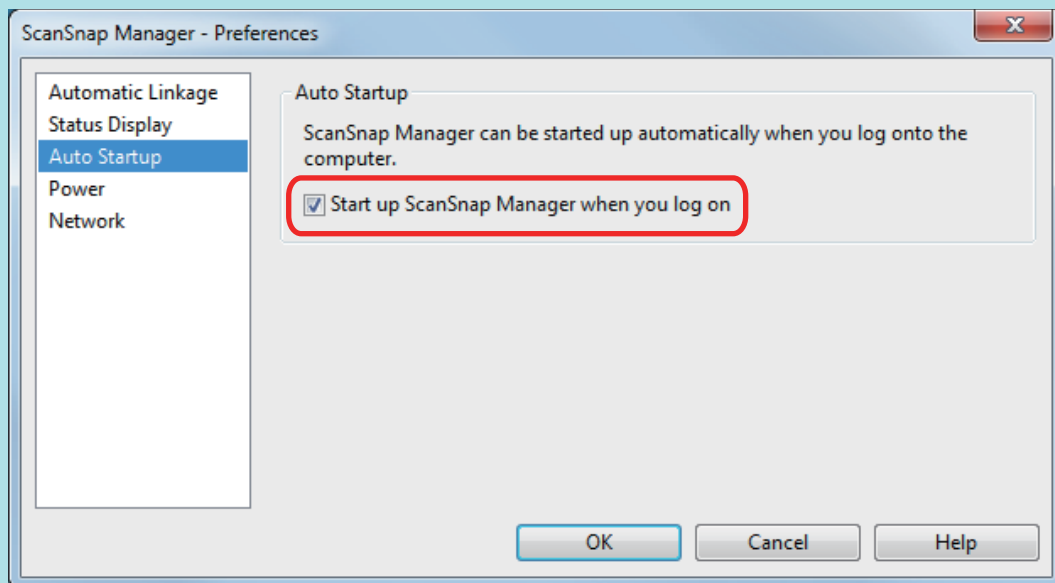 ScanSnap Manager - Preferences
Automatic Linkage
Status Display
Auto Startup
Power
Network
Auto Startup
ScanSnap Manager can be started up automatically when you log onto the
computer.
Start up ScanSnap Manager when you log on
OK
Cancel
Help